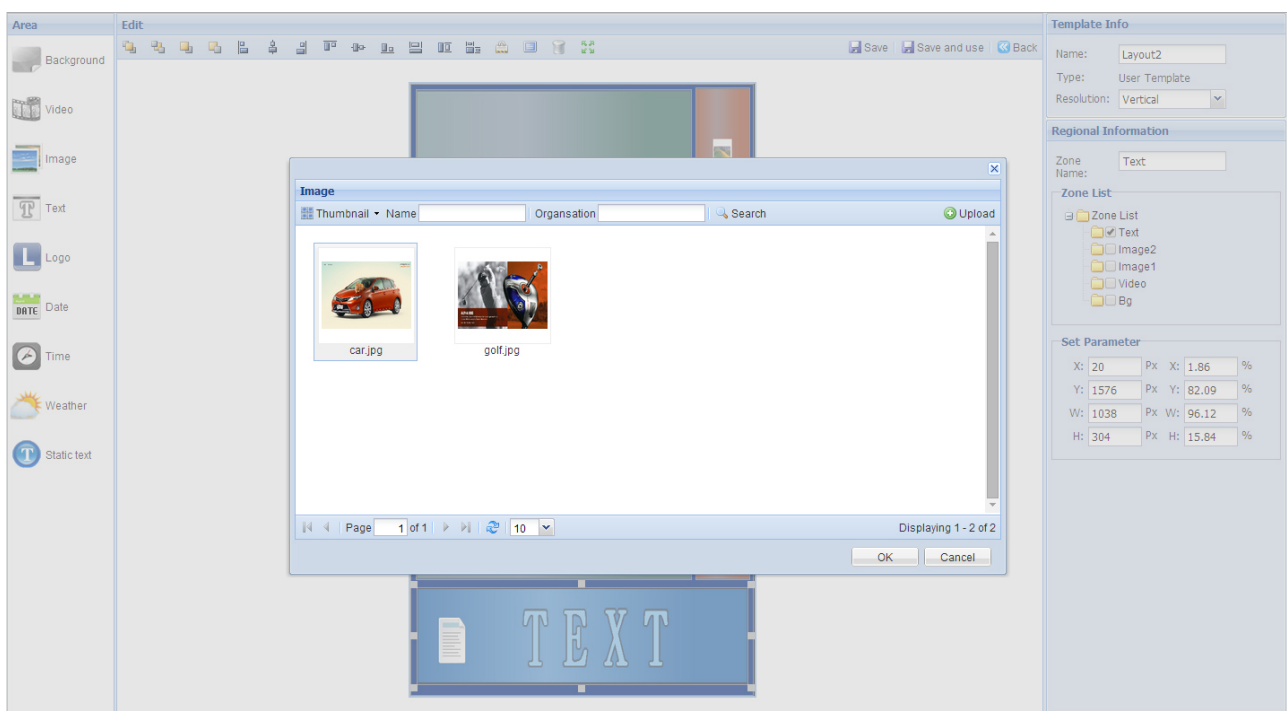 Area
Background
Video
Image
Text
Logo
DATE Date
Time
Weather
Static text
Edit
Save Save and use Back
TEXT
Image
Thumbnail Name Organsation Search Upload
car.jpg golf.jpg
Page 1 of 1 10 Displaying 1 - 2 of 2
OK Cancel
Template Info
Name: Layout2
Type: User Template
Resolution: Vertical
Regional Information
Zone Name: Text
Zone List
Zone List
Text
Image2
Image1
Video
Bg
Set Parameter
X: 20 Px X: 1.86 %
Y: 1576 Px Y: 82.09 %
W: 1038 Px W: 96.12 %
H: 304 Px H: 15.84 %